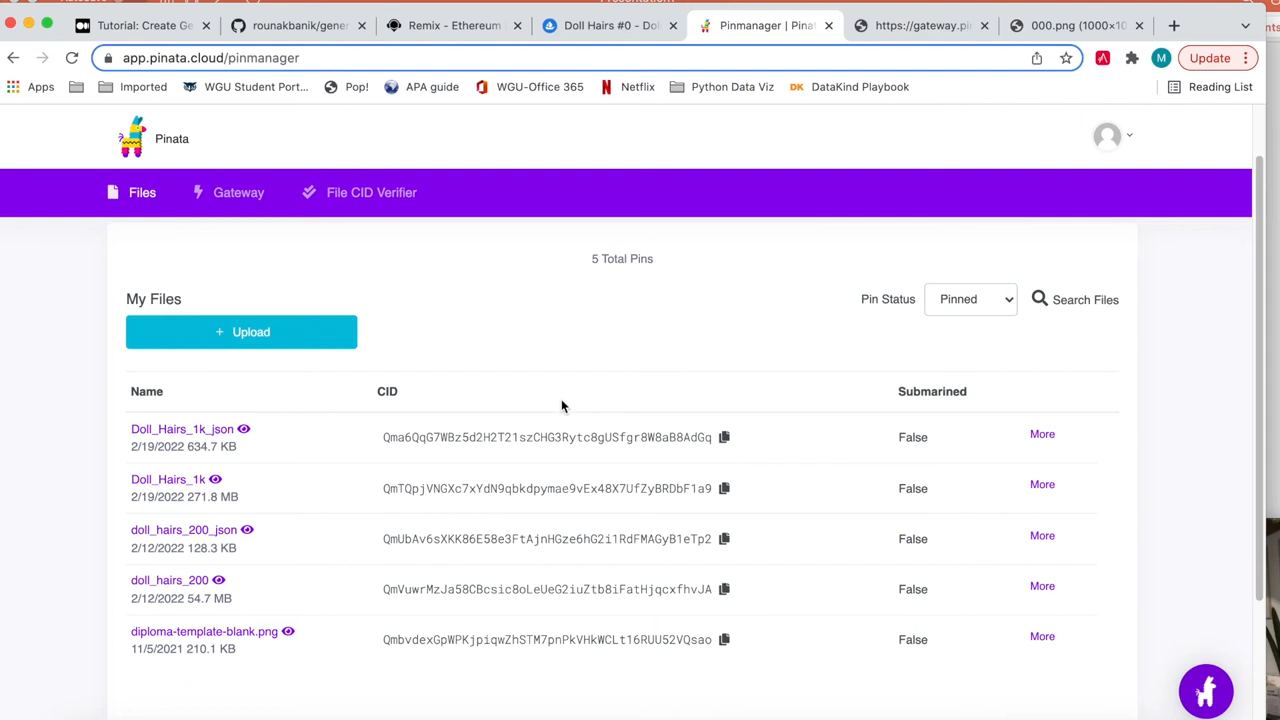 Tutorial: Create Ge
rounakbanik/gener
Remix - Ethereum
Doll Hairs #0 - Dol
Pinmanager | Pinat
https://gateway.pi
000.png (1000×10
app.pinata.cloud/pinmanager
M
Update
Apps
Imported
WGU Student Port...
Pop!
APA guide
WGU-Office 365
Netflix
Python Data Viz
DK
DataKind Playbook
Reading List
Pinata
Files
Gateway
File CID Verifier
5 Total Pins
My Files
Pin Status
Pinned
Search Files
+ Upload
Name
CID
Submarined
Doll_Hairs_1k_json
2/19/2022 634.7 KB
Qma6QqG7WBz5d2H2T21szCHG3Rytc8gUSfgr8W8aB8AdGq
False
More
Doll_Hairs_1k
2/19/2022 271.8 MB
QmTQpjVNGXc7xYdN9qbkdpymae9vEx48X7UfZyBRDbF1a9
False
More
doll_hairs_200_json
2/12/2022 128.3 KB
QmUbAv6sXKK86E58e3FtAjnHGze6hG2i1RdFMAGyB1eTp2
False
More
doll_hairs_200
2/12/2022 54.7 MB
QmVuwrMzJa58CBcsic8oLeUeG2iuZtb8iFatHjqcxfhvJA
False
More
diploma-template-blank.png
11/5/2021 210.1 KB
QmbvdexGpWPKjpiqwZhSTM7pnPkVHkWCLt16RUU52VQsao
False
More